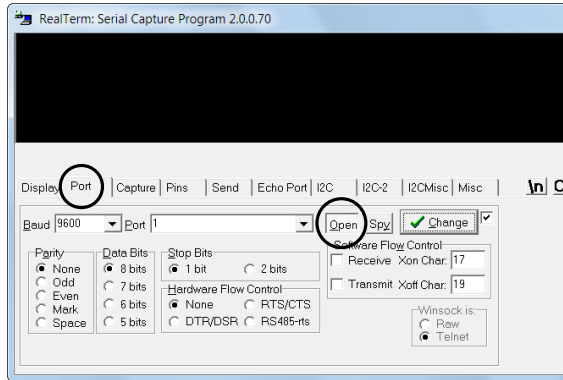 RealTerm: Serial Capture Program 2.0.0.70
Display Port Capture Pins Send Echo Port I2C I2C-2 I2CMisc Misc \n
Baud 9600 Port 1 Open Spy Change
Parity Data Bits Stop Bits Software Flow Control
None 8 bits 1 bit 2 bits Receive Xon Char: 17
Odd 7 bits
Even 6 bits Hardware Flow Control Transmit Xoff Char: 19
Mark None RTS/CTS Winsock is:
Space 5 bits DTR/DSR RS485-rts Raw
Telnet